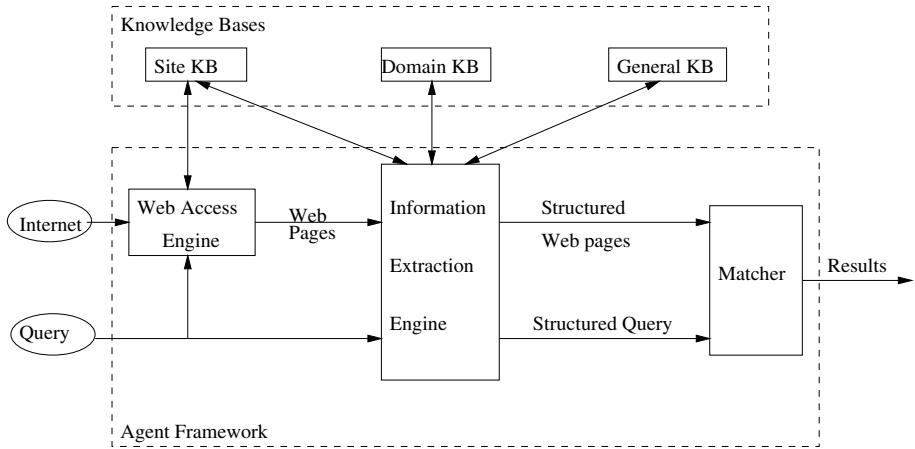 Knowledge Bases
Site KB
Domain KB
General KB
Internet
Web Access
Engine
Web
Pages
Information
Extraction
Engine
Structured
Web pages
Matcher
Results
Query
Structured Query
Agent Framework